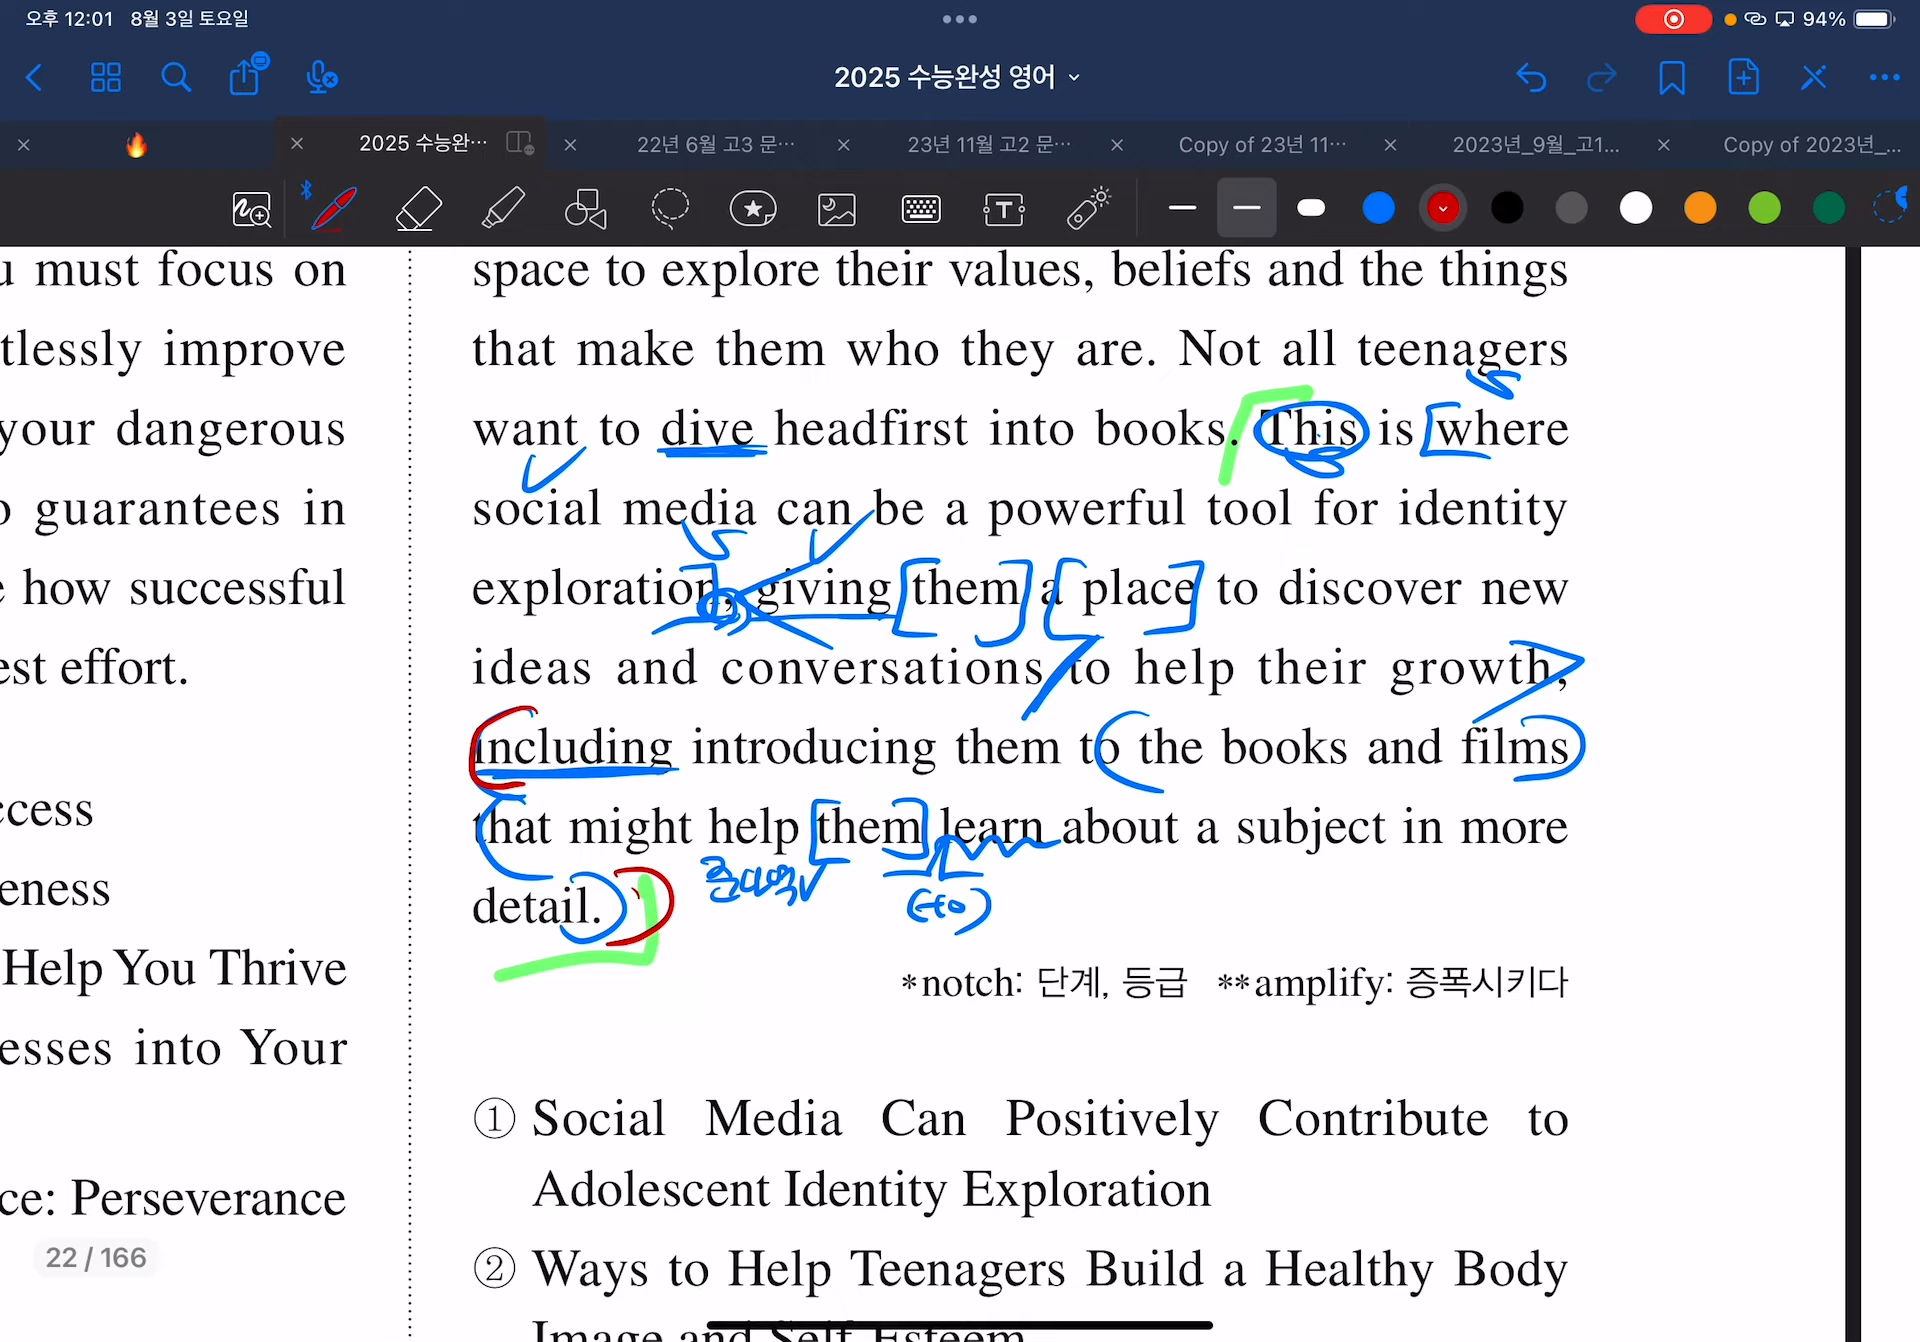 오후 12:01 8월 3일 토요일
94%
2025 수능완성 영어
2025 수능완…
22년 6월 고3 문…
23년 11월 고2 문…
Copy of 23년 11…
2023년_9월_고1...
Copy of 2023년_...
u must focus on
tlessly improve
your dangerous
o guarantees in
e how successful
est effort.
ccess
eness
Help You Thrive
esses into Your
ce: Perseverance
22 / 166
space to explore their values, beliefs and the things
that make them who they are. Not all teenagers
want to dive headfirst into books. This is where
social media can be a powerful tool for identity
exploration, giving them a place to discover new
ideas and conversations to help their growth,
including introducing them to the books and films
that might help them learn about a subject in more
준사역
(to)
detail.
*notch: 단계, 등급 **amplify: 증폭시키다
① Social Media Can Positively Contribute to
Adolescent Identity Exploration
② Ways to Help Teenagers Build a Healthy Body
Image and Self-Esteem